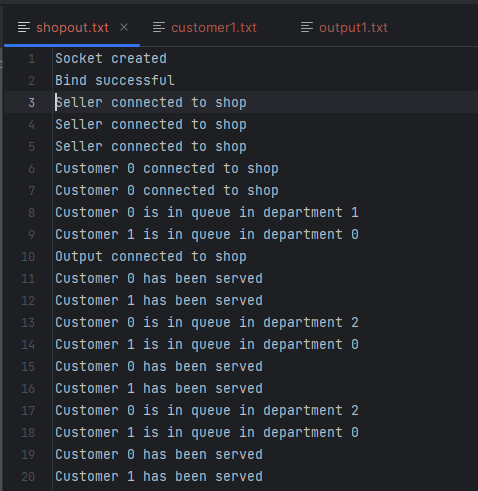 shopout.txt × customer1.txt output1.txt
1 Socket created
2 Bind successful
3 Seller connected to shop
4 Seller connected to shop
5 Seller connected to shop
6 Customer 0 connected to shop
7 Customer 0 connected to shop
8 Customer 0 is in queue in department 1
9 Customer 1 is in queue in department 0
10 Output connected to shop
11 Customer 0 has been served
12 Customer 1 has been served
13 Customer 0 is in queue in department 2
14 Customer 1 is in queue in department 0
15 Customer 0 has been served
16 Customer 1 has been served
17 Customer 0 is in queue in department 2
18 Customer 1 is in queue in department 0
19 Customer 0 has been served
20 Customer 1 has been served